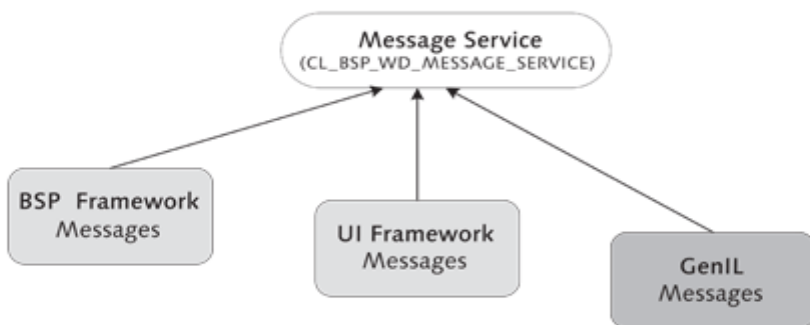 Message Service
(CL_BSP_WD_MESSAGE_SERVICE)
BSP Framework
Messages
UI Framework
Messages
GenIL
Messages